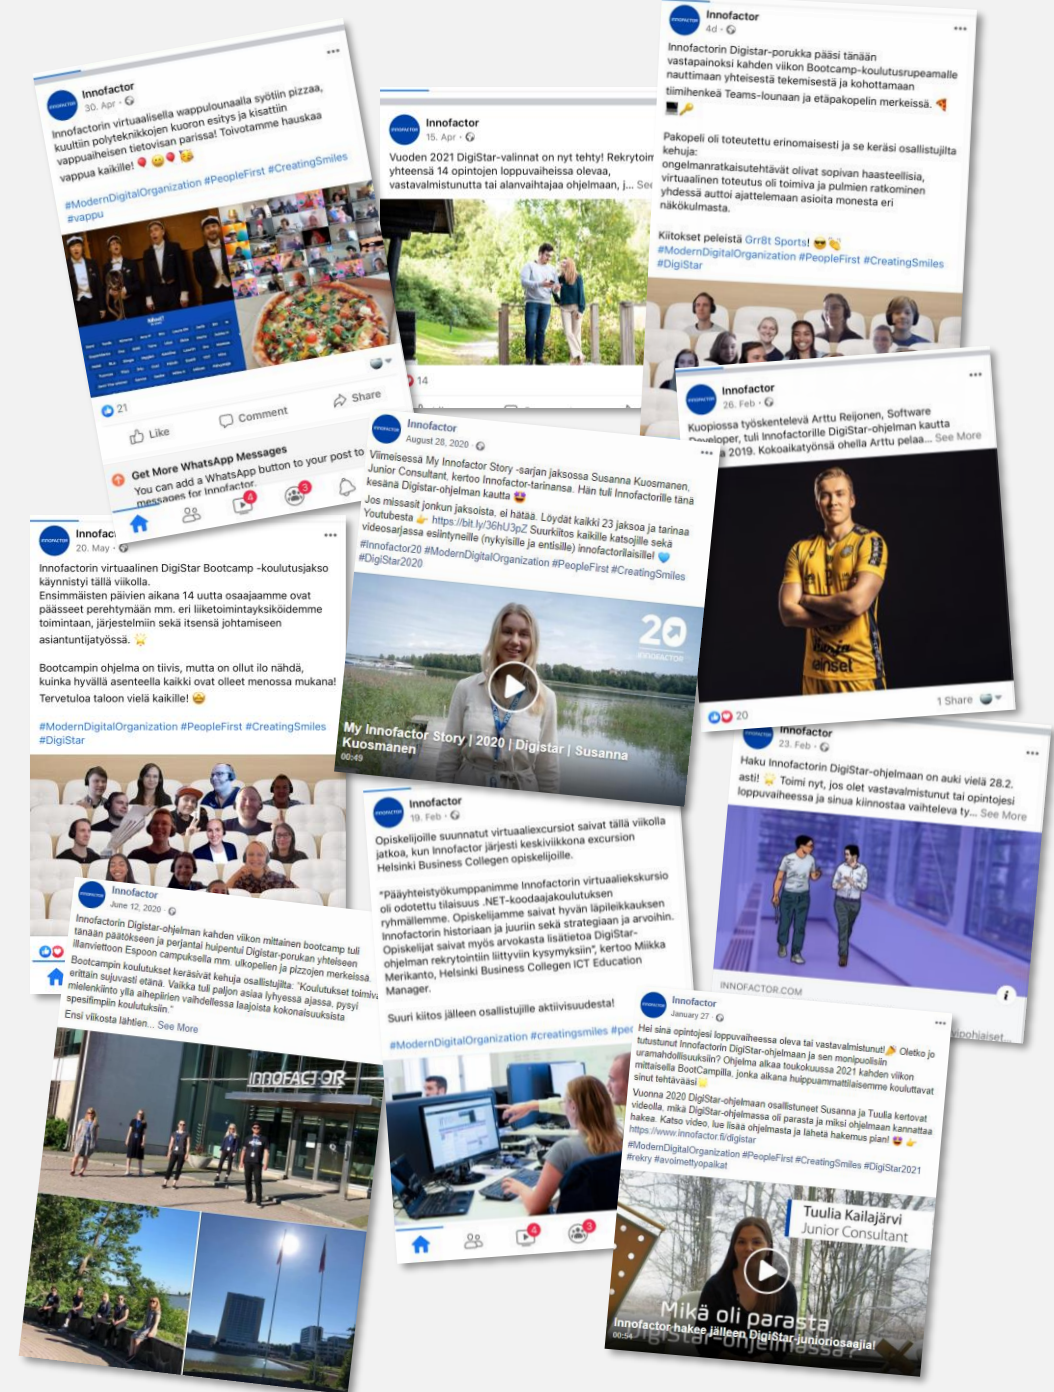 Innofactor
30. Apr
Innofactorin virtuaalisella wappulounaalla syötiin pizzaa,
kuultiin polyteknikkojen kuoron esitys ja kisattiin
vappuaiheisen tietovisan parissa! Toivotamme hauskaa
vappua kaikille!
#ModernDigitalOrganization #PeopleFirst #CreatingSmiles
#vappu
21
Like
Comment
Share
Get More WhatsApp Messages
You can add a WhatsApp button to your post to
messages for Innofactor.
4
3
Innofactor
15. Apr
Vuoden 2021 DigiStar-valinnat on nyt tehty! Rekrytoim
yhteensä 14 opintojen loppuvaiheissa olevaa,
vastavalmistunutta tai alanvaihtajaa ohjelmaan, j... See
14
Innofactor
4d
Innofactorin Digistar-porukka pääsi tänään
vastapainoksi kahden viikon Bootcamp-koulutusrupeamalle
nauttimaan yhteisestä tekemisestä ja kohottamaan
tiimihenkeä Teams-lounaan ja etäpakopelin merkeissä.
Pakopeli oli toteutettu erinomaisesti ja se keräsi osallistujilta
kehuja:
ongelmanratkaisutehtävät olivat sopivan haasteellisia,
virtuaalinen toteutus oli toimiva ja pulmien ratkominen
yhdessä auttoi ajattelemaan asioita monesta eri
näkökulmasta.
Kiitokset peleistä Grr8t Sports!
#ModernDigitalOrganization #PeopleFirst #CreatingSmiles
#DigiStar
Innofactor
August 28, 2020
Viimeisessä My Innofactor Story -sarjan jaksossa Susanna Kuosmanen,
Junior Consultant, kertoo Innofactor-tarinansa. Hän tuli Innofactorille tänä
kesänä Digistar-ohjelman kautta
Jos missasit jonkun jaksoista, ei hätää. Löydät kaikki 23 jaksoa ja tarinaa
Youtubesta https://bit.ly/36hU3pZ Suurkiitos kaikille katsojille sekä
videosarjassa esiintyneille (nykyisille ja entisille) innofactorilaisille!
#Innofactor20 #ModernDigitalOrganization #PeopleFirst #CreatingSmiles
#DigiStar2020
20
INNOFACTOR
My Innofactor Story | 2020 | Digistar | Susanna
Kuosmanen
00:49
Innofactor
26. Feb
Kuopiossa työskentelevä Arttu Reijonen, Software
Developer, tuli Innofactorille DigiStar-ohjelman kautta
a 2019. Kokoaikatyönsä ohella Arttu pelaa... See More
20
1 Share
Innofac
20. May
Innofactorin virtuaalinen DigiStar Bootcamp -koulutusjakso
käynnistyi tällä viikolla.
Ensimmäisten päivien aikana 14 uutta osaajaamme ovat
päässeet perehtymään mm. eri liiketoimintayksiköidemme
toimintaan, järjestelmiin sekä itsensä johtamiseen
asiantuntijatyössä.
Bootcampin ohjelma on tiivis, mutta on ollut ilo nähdä,
kuinka hyvällä asenteella kaikki ovat olleet menossa mukana!
Tervetuloa taloon vielä kaikille!
#ModernDigitalOrganization #PeopleFirst #CreatingSmiles
#DigiStar
Innofactor
23. Feb
Haku Innofactorin DigiStar-ohjelmaan on auki vielä 28.2.
asti! Toimi nyt, jos olet vastavalmistunut tai opintojesi
loppuvaiheessa ja sinua kiinnostaa vaihteleva ty... See More
INNOFACTOR.COM
Innofactor
19. Feb
Opiskelijoille suunnatut virtuaaliexcursiot saivat tällä viikolla
jatkoa, kun Innofactor järjesti keskiviikkona excursion
Helsinki Business Collegen opiskelijoille.
"Pääyhteistyökumppanimme Innofactorin virtuaaliekskursio
oli odotettu tilaisuus .NET-koodaajakoulutuksen
ryhmällemme. Opiskelijamme saivat hyvän läpileikkauksen
Innofactorin historiaan ja juuriin sekä strategiaan ja arvoihin.
Opiskelijat saivat myös arvokasta lisätietoa DigiStar-
ohjelman rekrytointiin liittyviin kysymyksiin", kertoo Miikka
Merikanto, Helsinki Business Collegen ICT Education
Manager.
Suuri kiitos jälleen osallistujille aktiivisuudesta!
#ModernDigitalOrganization #creatingsmiles #peo
4
3
Innofactor
June 12, 2020
Innofactorin Digistar-ohjelman kahden viikon mittainen bootcamp tuli
tänään päätökseen ja perjantai huipentui Digistar-porukan yhteiseen
illanviettoon Espoon campuksella mm. ulkopelien ja pizzojen merkeissä.
Bootcampin koulutukset keräsivät kehuja osallistujilta: "Koulutukset toimiva
erittäin sujuvasti etänä. Vaikka tuli paljon asiaa lyhyessä ajassa, pysyi
mielenkiinto yllä aihepiirien vaihdellessa laajoista kokonaisuuksista
spesifimpiin koulutuksiin."
Ensi viikosta lähtien... See More
INNOFACTOR
Innofactor
January 27
Hei sinä opintojesi loppuvaiheessa oleva tai vastavalmistunut! Oletko jo
tutustunut Innofactorin DigiStar-ohjelmaan ja sen monipuolisiin
uramahdollisuuksiin? Ohjelma alkaa toukokuussa 2021 kahden viikon
mittaisella BootCampilla, jonka aikana huippuammattilaisemme kouluttavat
sinut tehtävääsi
Vuonna 2020 DigiStar-ohjelmaan osallistuneet Susanna ja Tuulia kertovat
videolla, mikä DigiStar-ohjelmassa oli parasta ja miksi ohjelmaan kannattaa
hakea. Katso video, lue lisää ohjelmasta ja lähetä hakemus pian!
https://www.innofactor.fi/digistar
#ModernDigitalOrganization #PeopleFirst #CreatingSmiles #DigiStar2021
#rekry #avoimettyopaikat
Tuulia Kailajärvi
Junior Consultant
Mikä oli parasta
DigiStar-ohjelmassa?
Innofactor hakee jälleen DigiStar-junioriosaajia!
00:54